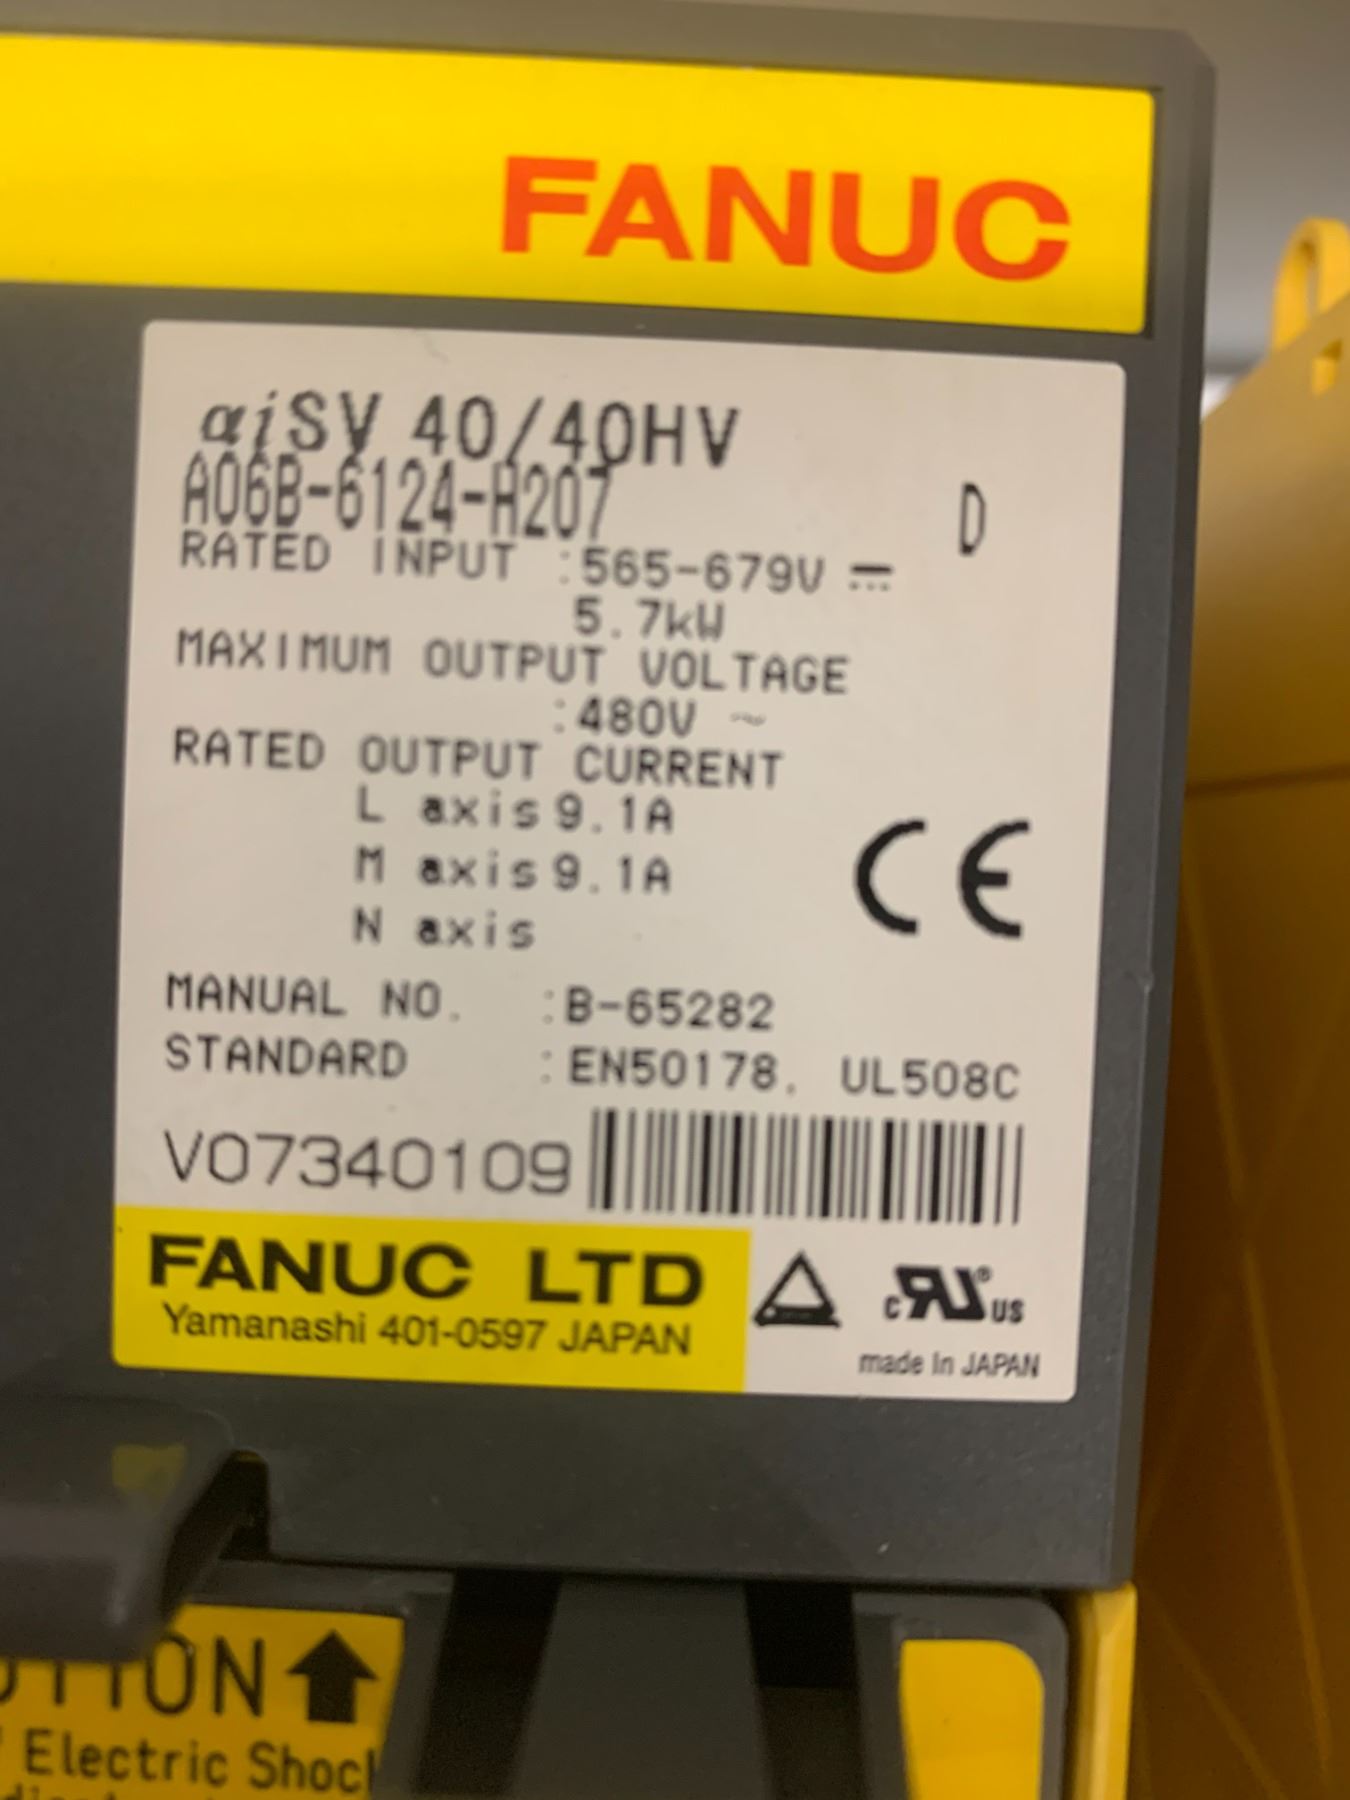 FANUC
αiSV 40/40HV
A06B-6124-H207 D
RATED INPUT :565-679V ⎓
5.7kW
MAXIMUM OUTPUT VOLTAGE
:480V ~
RATED OUTPUT CURRENT
L axis 9.1A
M axis 9.1A
N axis
MANUAL NO. :B-65282
STANDARD :EN50178, UL508C
V07340109
FANUC LTD
Yamanashi 401-0597 JAPAN
CE
c RU® US
made in JAPAN
Electric Shock